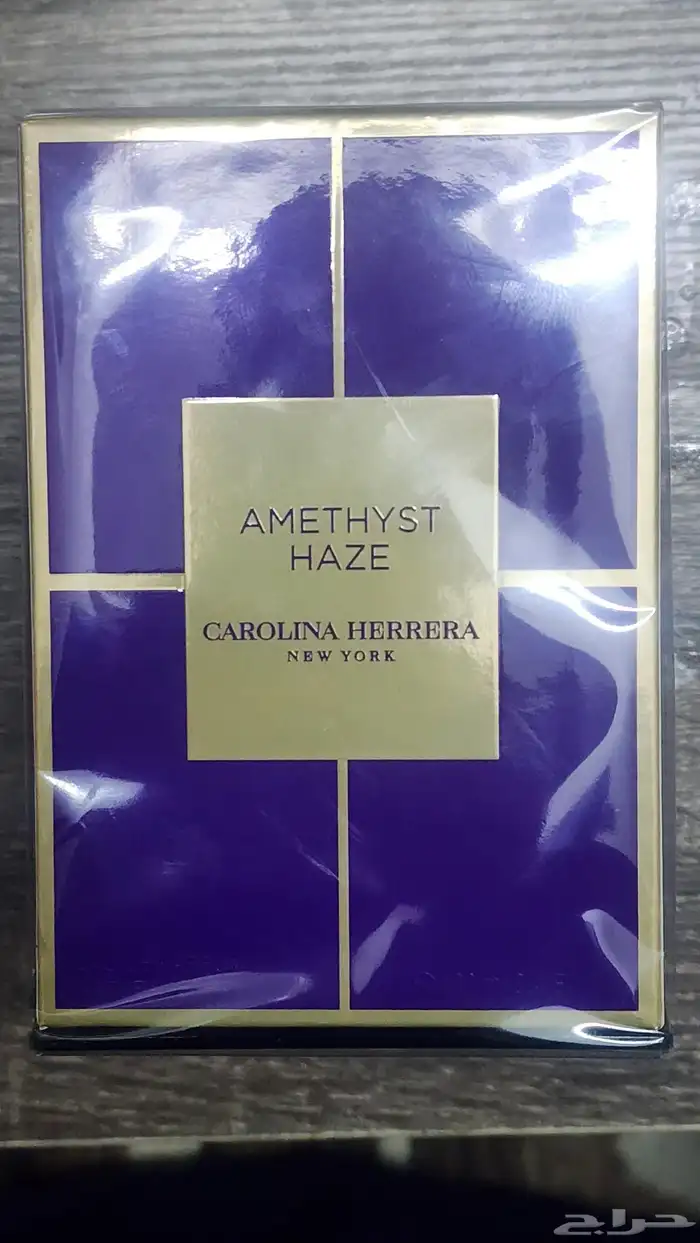 AMETHYST
HAZE
CAROLINA HERRERA
NEW YORK
حراج